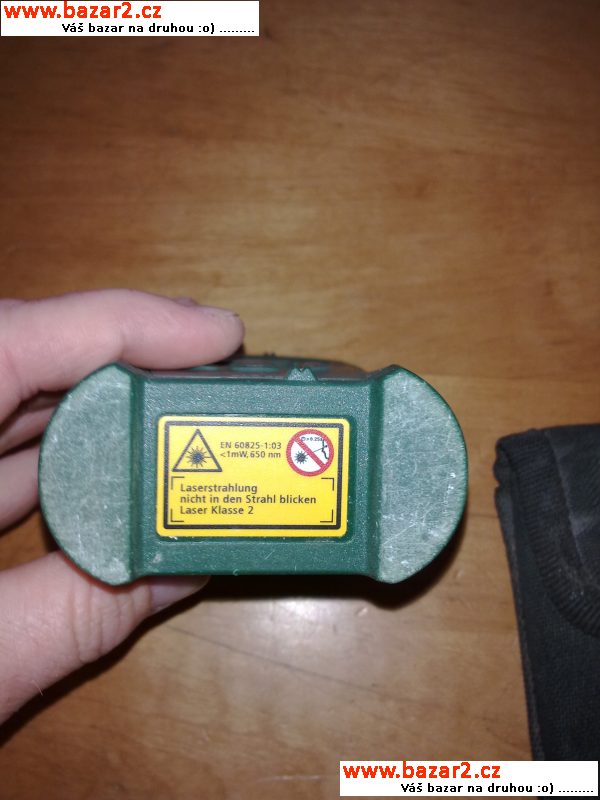 www.bazar2.cz
Váš bazar na druhou :o) .........
EN 60825-1:03
<1mW, 650 nm
Laserstrahlung
nicht in den Strahl blicken
Laser Klasse 2
www.bazar2.cz
Váš bazar na druhou :o) .........